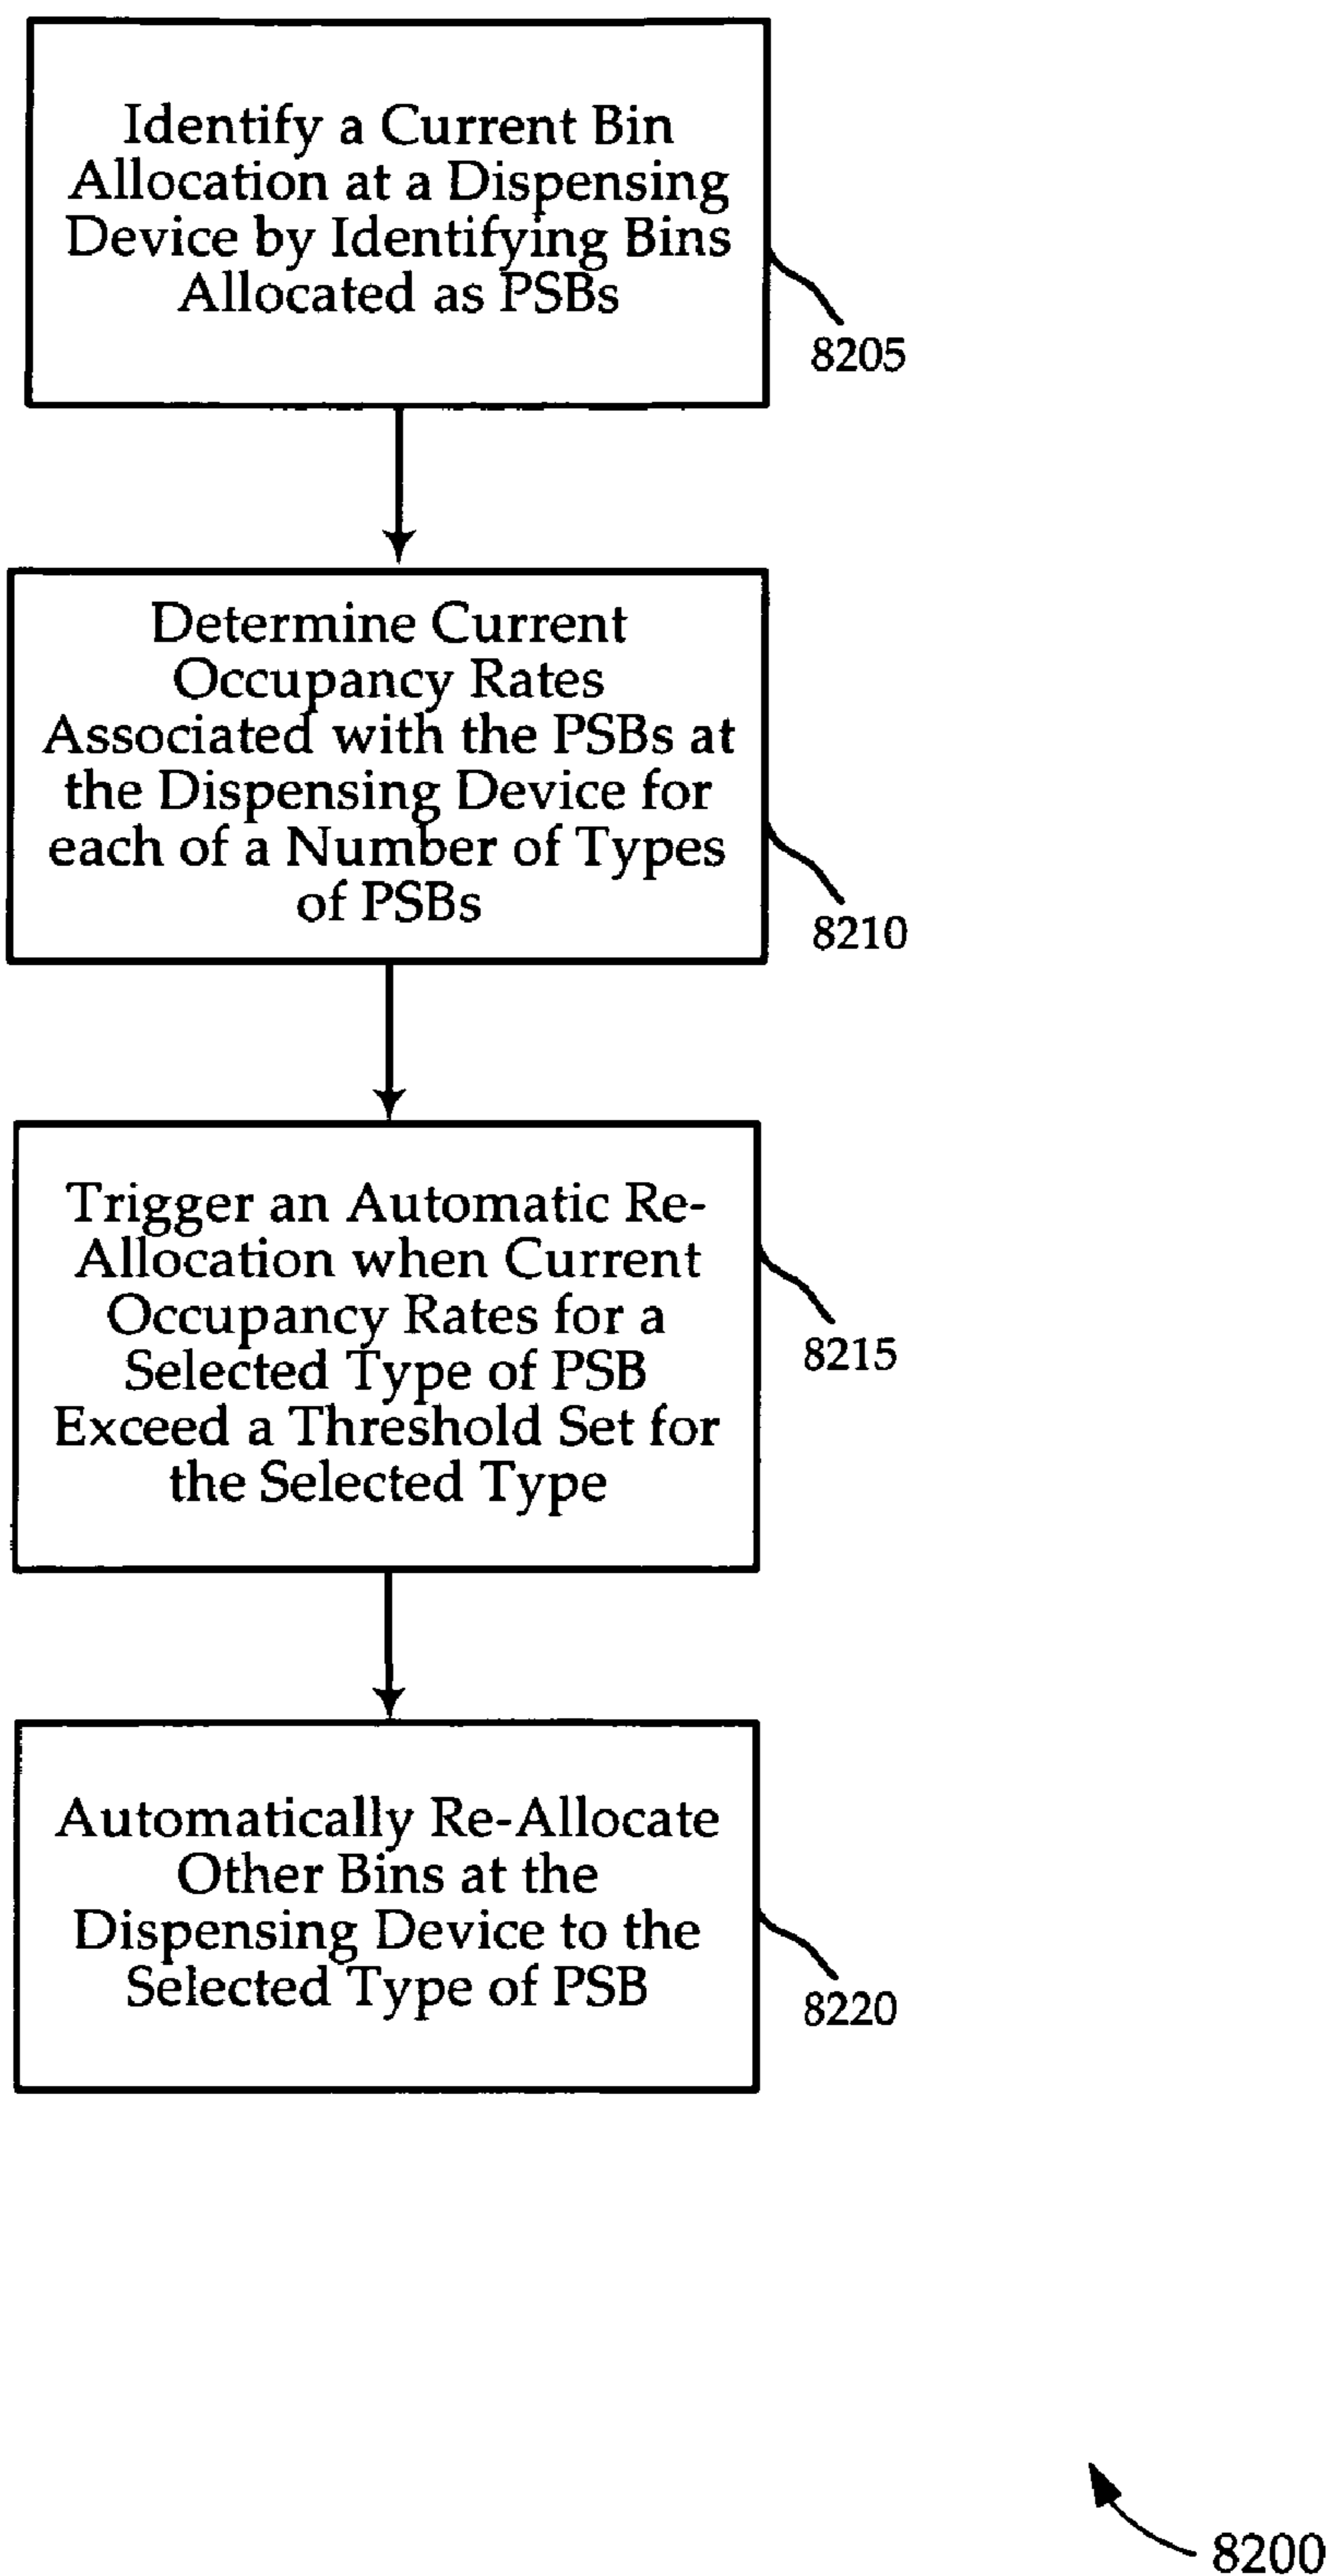 Identify a Current Bin
Allocation at a Dispensing
Device by Identifying Bins
Allocated as PSBs
8205
Determine Current
Occupancy Rates
Associated with the PSBs at
the Dispensing Device for
each of a Number of Types
of PSBs
8210
Trigger an Automatic Re-
Allocation when Current
Occupancy Rates for a
Selected Type of PSB
Exceed a Threshold Set for
the Selected Type
8215
Automatically Re-Allocate
Other Bins at the
Dispensing Device to the
Selected Type of PSB
8220
8200